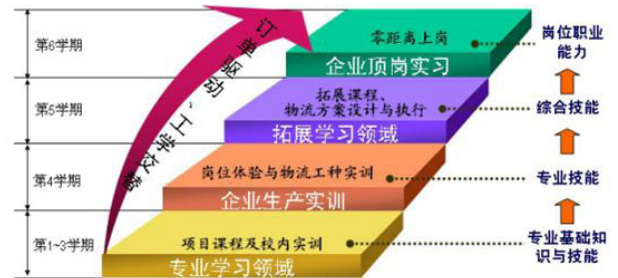 第6学期
零距离上岗
企业顶岗实习
岗位职业
能力
第5学期
拓展课程、
物流方案设计与执行
拓展学习领域
综合技能
第4学期
岗位体验与物流工种实训
企业生产实训
专业技能
第1~3学期
项目课程及校内实训
专业学习领域
专业基础知
识与技能
订单驱动、工学交替